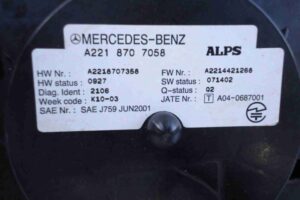 MERCEDES-BENZ
A221 870 7058 ALPS
HW Nr. : A2218707358 FW Nr. : A2214421268
HW status : 0927 SW status : 071402
Diag. Ident : 2106 Q-status : 02
Week code : K10-03 JATE Nr. : T A04-0687001
SAE Nr. : SAE J759 JUN2001